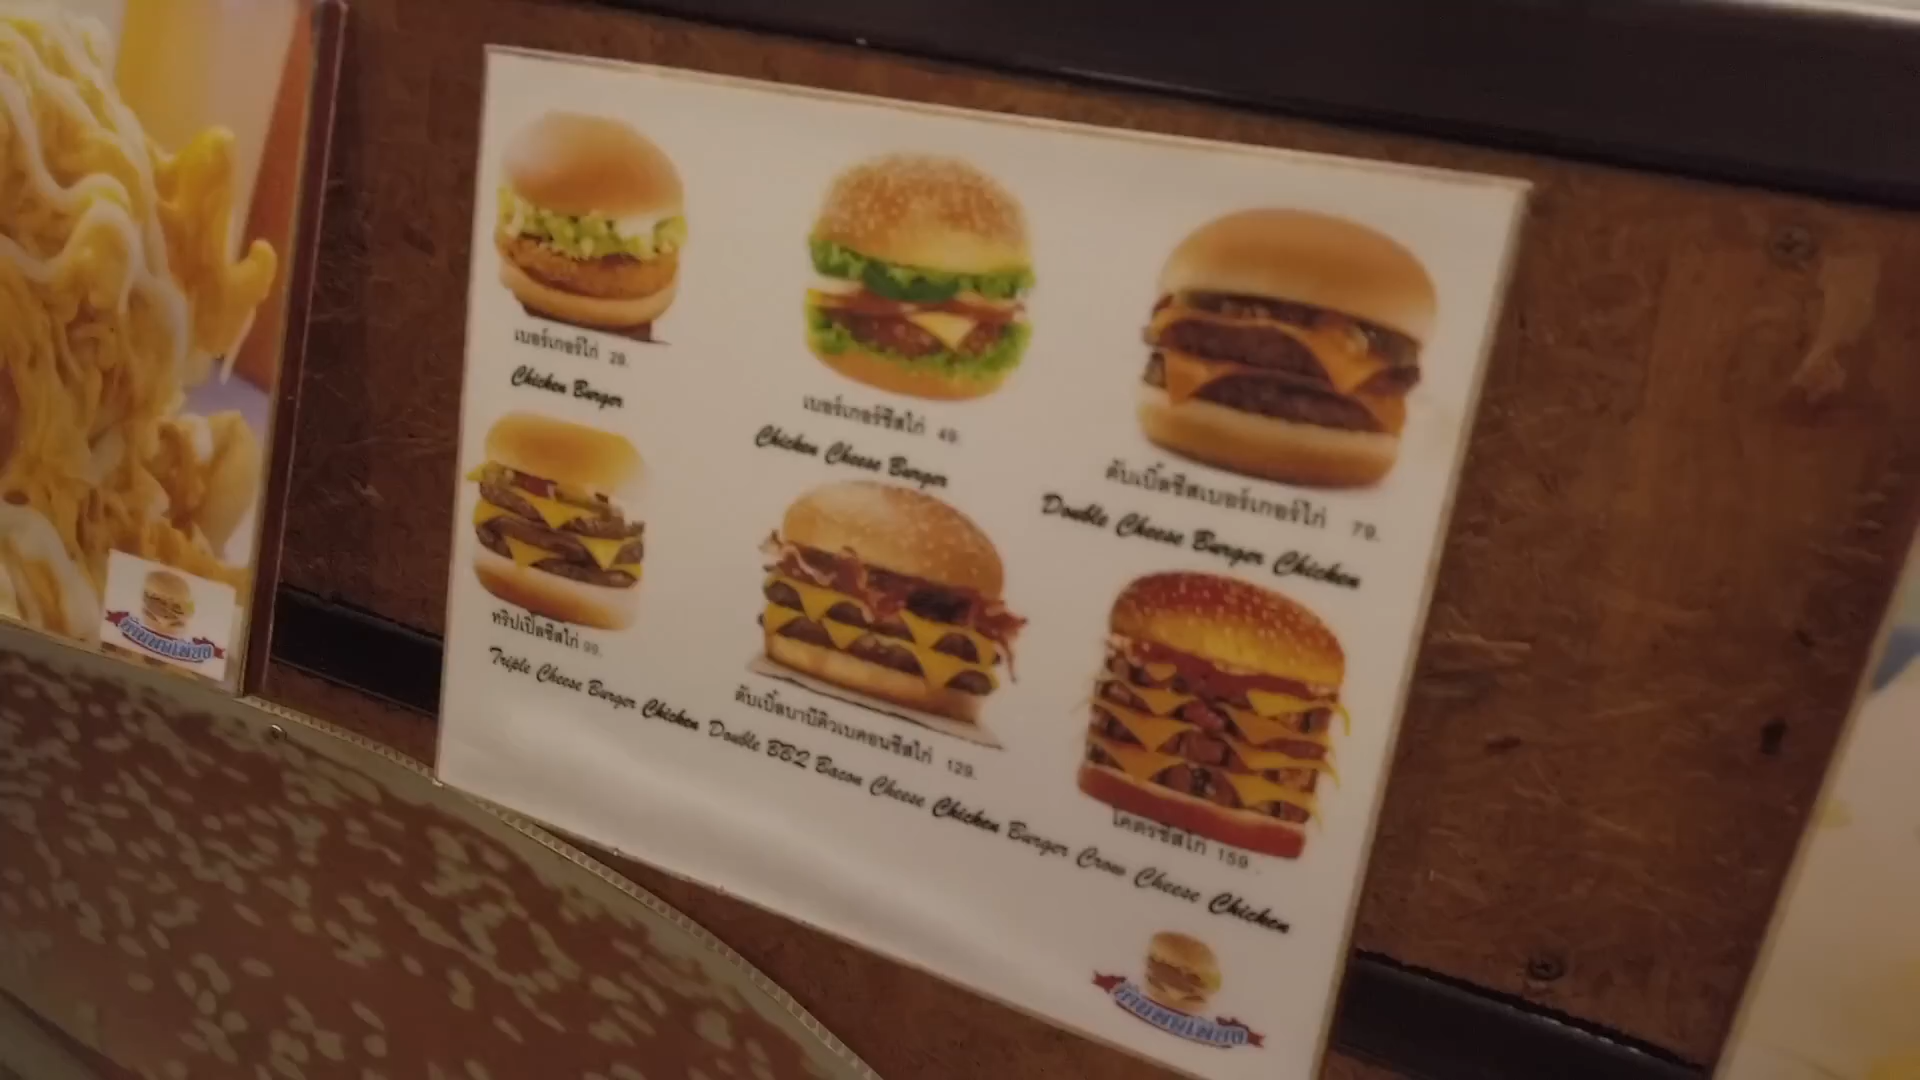 เบอร์เกอร์ไก่ 29.
Chicken Burger
เบอร์เกอร์ชีสไก่ 49.
Chicken Cheese Burger
ดับเบิ้ลชีสเบอร์เกอร์ไก่ 79.
Double Cheese Burger Chicken
ทริปเปิ้ลชีสไก่ 99.
Triple Cheese Burger Chicken
ดับเบิ้ลบาบีคิวเบคอนชีสไก่ 129.
Double BBQ Bacon Cheese Chicken Burger
โคตรชีสไก่ 159.
Crow Cheese Chicken